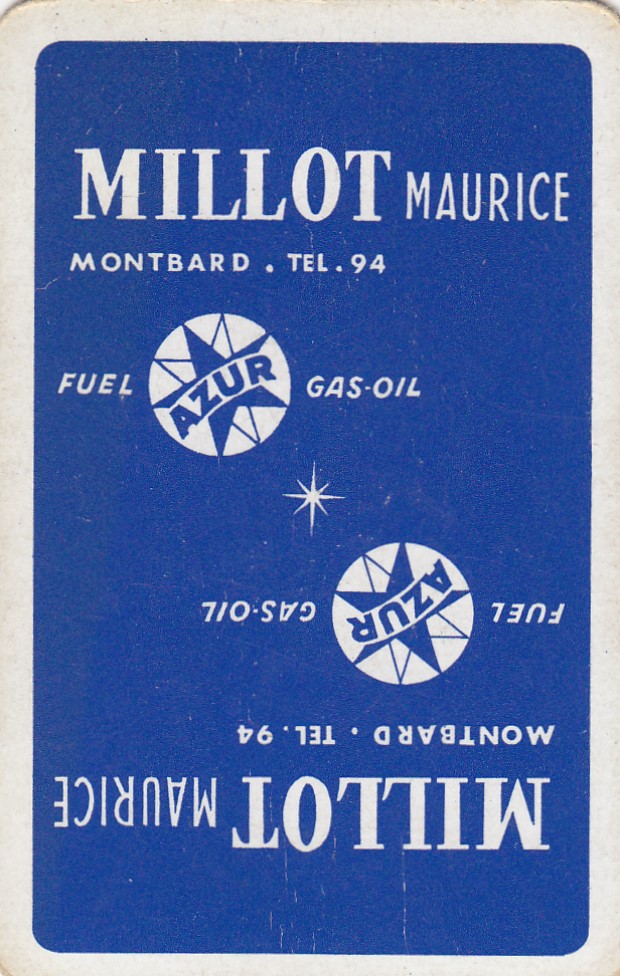 MILLOT MAURICE
MONTBARD . TEL. 94
FUEL AZUR GAS-OIL
FUEL AZUR GAS-OIL
MONTBARD . TEL. 94
MILLOT MAURICE